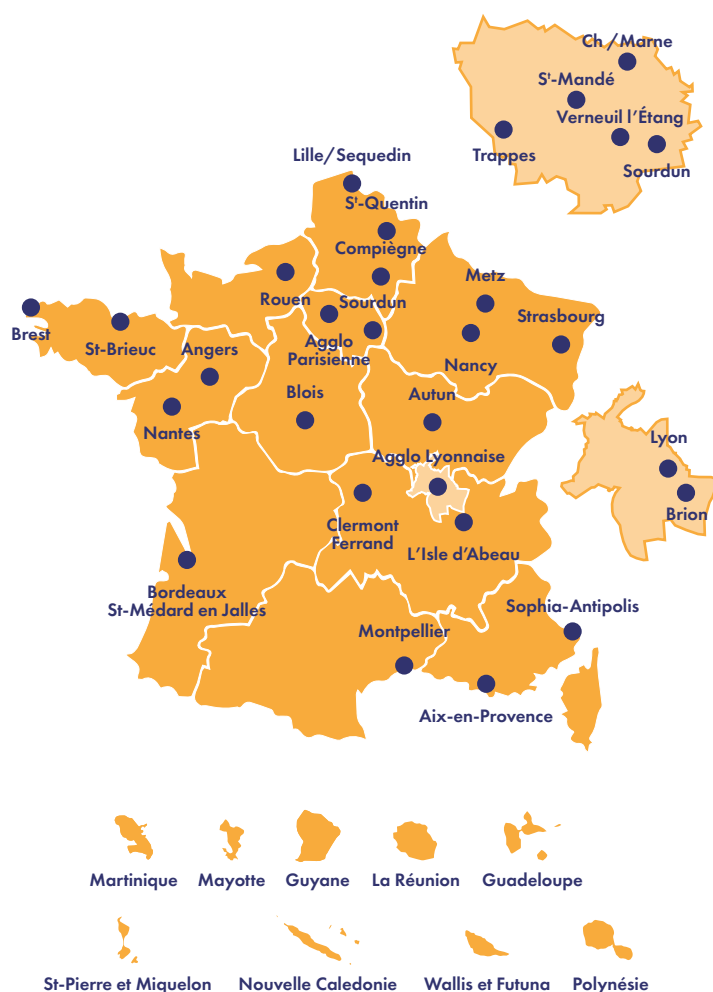 Ch /Marne
Sᵗ-Mandé
Verneuil l’Étang
Trappes
Sourdun
Lille/Sequedin
Sᵗ-Quentin
Compiègne
Rouen
Sourdun
Metz
Strasbourg
Brest
St-Brieuc
Angers
Agglo
Parisienne
Nancy
Blois
Autun
Nantes
Agglo Lyonnaise
Lyon
Brion
Clermont
Ferrand
L’Isle d’Abeau
Bordeaux
St-Médard en Jalles
Sophia-Antipolis
Montpellier
Aix-en-Provence
Martinique
Mayotte
Guyane
La Réunion
Guadeloupe
St-Pierre et Miquelon
Nouvelle Caledonie
Wallis et Futuna
Polynésie